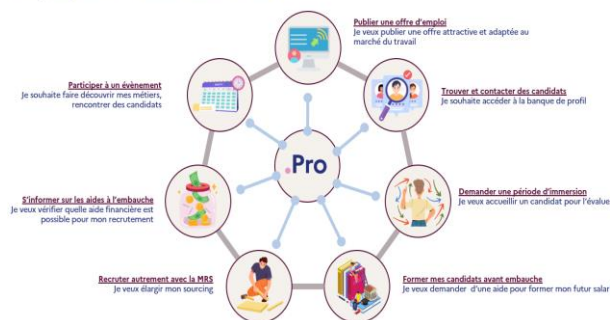 Publier une offre d'emploi
Je veux publier une offre attractive et adaptée au
marché du travail
Participer à un évènement
Je souhaite faire découvrir mes métiers,
rencontrer des candidats
Trouver et contacter des candidats
Je souhaite accéder à la banque de profil
.Pro
S'informer sur les aides à l'embauche
Je veux vérifier quelle aide financière est
possible pour mon recrutement
Demander une période d'immersion
Je veux accueillir un candidat pour l'évalue
Recruter autrement avec la MRS
Je veux élargir mon sourcing
Former mes candidats avant embauche
Je veux demander d'une aide pour former mon futur salar